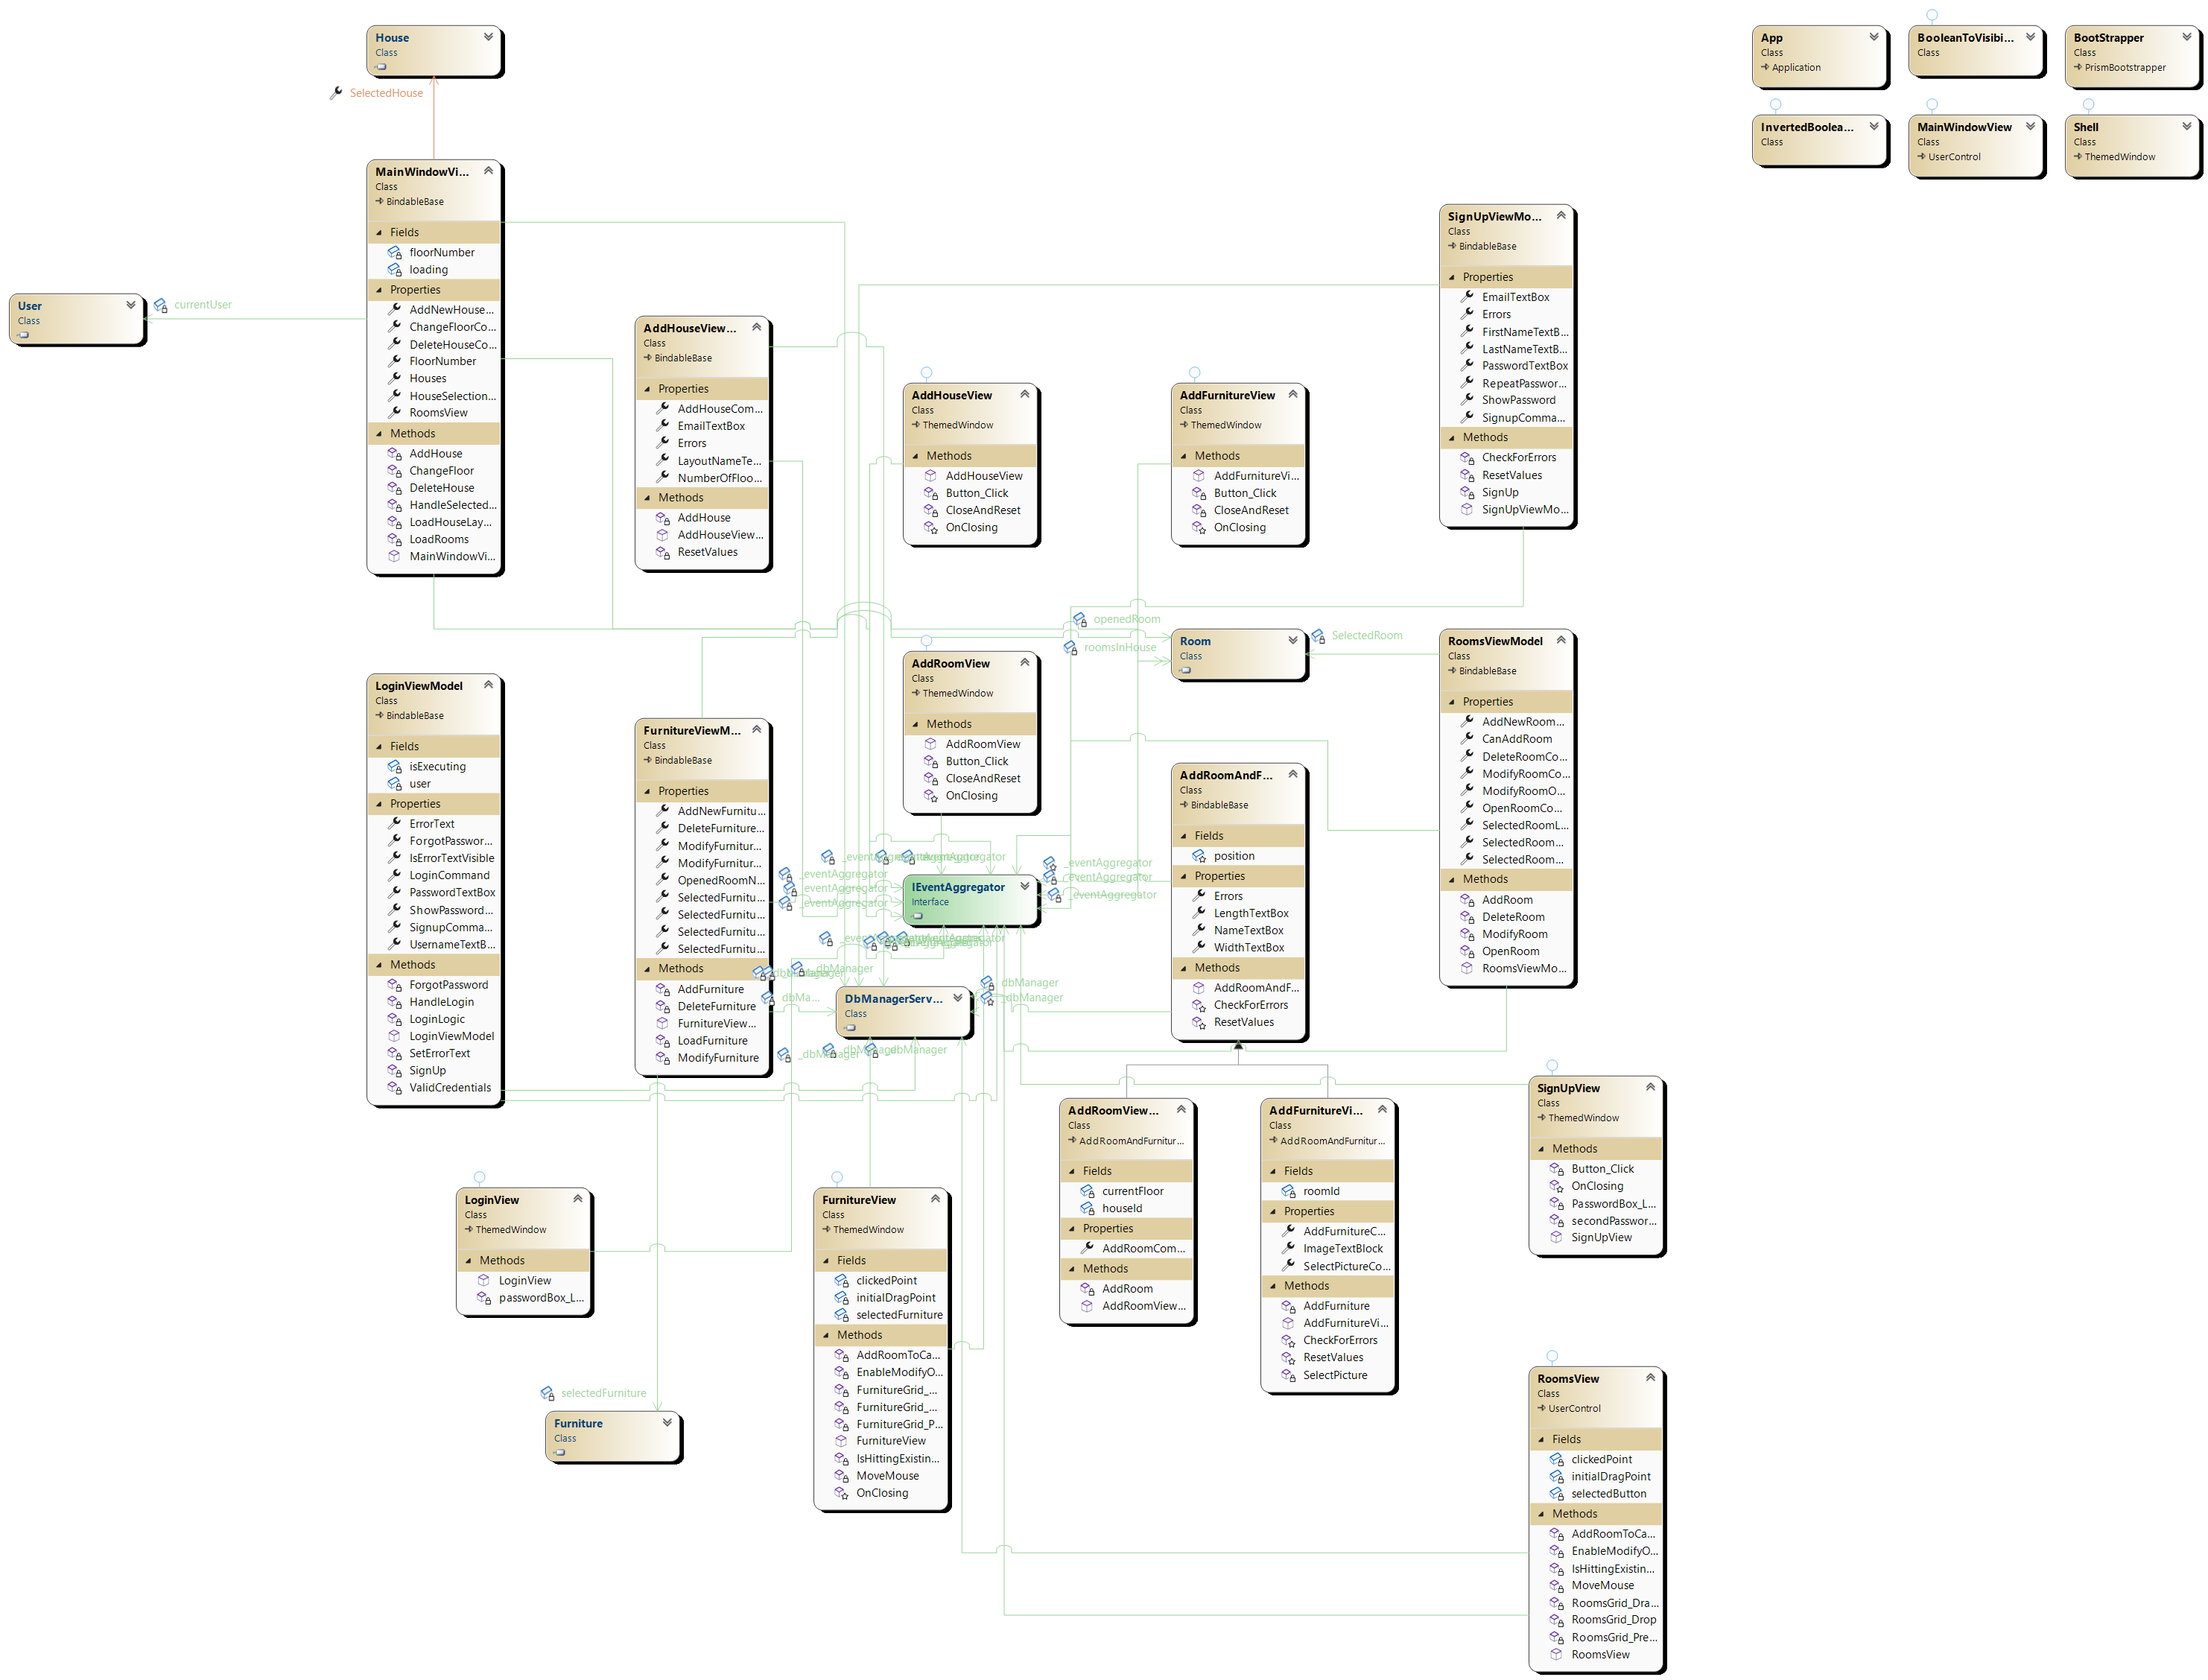 House
Class
SelectedHouse
App
Class
Application
BooleanToVisibi...
Class
BootStrapper
Class
PrismBootstrapper
InvertedBoolea...
Class
MainWindowView
Class
UserControl
Shell
Class
ThemedWindow
User
Class
currentUser
MainWindowVi...
Class
BindableBase
Fields
floorNumber
loading
Properties
AddNewHouse...
ChangeFloorCo...
DeleteHouseCo...
FloorNumber
Houses
HouseSelection...
RoomsView
Methods
AddHouse
ChangeFloor
DeleteHouse
HandleSelected...
LoadHouseLay...
LoadRooms
MainWindowVi...
AddHouseView...
Class
BindableBase
Properties
AddHouseCom...
EmailTextBox
Errors
LayoutNameTe...
NumberOfFloo...
Methods
AddHouse
AddHouseView...
ResetValues
AddHouseView
Class
ThemedWindow
Methods
AddHouseView
Button_Click
CloseAndReset
OnClosing
AddFurnitureView
Class
ThemedWindow
Methods
AddFurnitureVi...
Button_Click
CloseAndReset
OnClosing
SignUpViewMo...
Class
BindableBase
Properties
EmailTextBox
Errors
FirstNameTextB...
LastNameTextB...
PasswordTextBox
RepeatPasswor...
ShowPassword
SignupComma...
Methods
CheckForErrors
ResetValues
SignUp
SignUpViewMo...
openedRoom
roomsInHouse
Room
Class
SelectedRoom
RoomsViewModel
Class
BindableBase
Properties
AddNewRoom...
CanAddRoom
DeleteRoomCo...
ModifyRoomCo...
ModifyRoomO...
OpenRoomCo...
SelectedRoomL...
SelectedRoom...
SelectedRoom...
Methods
AddRoom
DeleteRoom
ModifyRoom
OpenRoom
RoomsViewMo...
AddRoomView
Class
ThemedWindow
Methods
AddRoomView
Button_Click
CloseAndReset
OnClosing
LoginViewModel
Class
BindableBase
Fields
isExecuting
user
Properties
ErrorText
ForgotPasswor...
IsErrorTextVisible
LoginCommand
PasswordTextBox
ShowPassword...
SignupComma...
UsernameTextB...
Methods
ForgotPassword
HandleLogin
LoginLogic
LoginViewModel
SetErrorText
SignUp
ValidCredentials
FurnitureViewM...
Class
BindableBase
Properties
AddNewFurnitu...
DeleteFurniture...
ModifyFurnitur...
ModifyFurnitur...
OpenedRoomN...
SelectedFurnitu...
SelectedFurnitu...
SelectedFurnitu...
SelectedFurnitu...
Methods
AddFurniture
DeleteFurniture
FurnitureView...
LoadFurniture
ModifyFurniture
AddRoomAndF...
Class
BindableBase
Fields
position
Properties
Errors
LengthTextBox
NameTextBox
WidthTextBox
Methods
AddRoomAndF...
CheckForErrors
ResetValues
_eventAggregator
_eventAggregator
_eventAggregator
_eventAggregator
_eventAggregator
_eventAggregator
IEventAggregator
Interface
_dbManager
dbManager
_dbManager
dbMa...
DbManagerServ...
Class
_dbManager
_dbManager
AddRoomView...
Class
AddRoomAndFurnitur...
Fields
currentFloor
houseId
Properties
AddRoomCom...
Methods
AddRoom
AddRoomView...
AddFurnitureVi...
Class
AddRoomAndFurnitur...
Fields
roomId
Properties
AddFurnitureC...
ImageTextBlock
SelectPictureCo...
Methods
AddFurniture
AddFurnitureVi...
CheckForErrors
ResetValues
SelectPicture
SignUpView
Class
ThemedWindow
Methods
Button_Click
OnClosing
PasswordBox_L...
secondPasswor...
SignUpView
LoginView
Class
ThemedWindow
Methods
LoginView
passwordBox_L...
FurnitureView
Class
ThemedWindow
Fields
clickedPoint
initialDragPoint
selectedFurniture
Methods
AddRoomToCa...
EnableModifyO...
FurnitureGrid_...
FurnitureGrid_...
FurnitureGrid_P...
FurnitureView
IsHittingExistin...
MoveMouse
OnClosing
selectedFurniture
Furniture
Class
RoomsView
Class
UserControl
Fields
clickedPoint
initialDragPoint
selectedButton
Methods
AddRoomToCa...
EnableModifyO...
IsHittingExistin...
MoveMouse
RoomsGrid_Dra...
RoomsGrid_Drop
RoomsGrid_Pre...
RoomsView